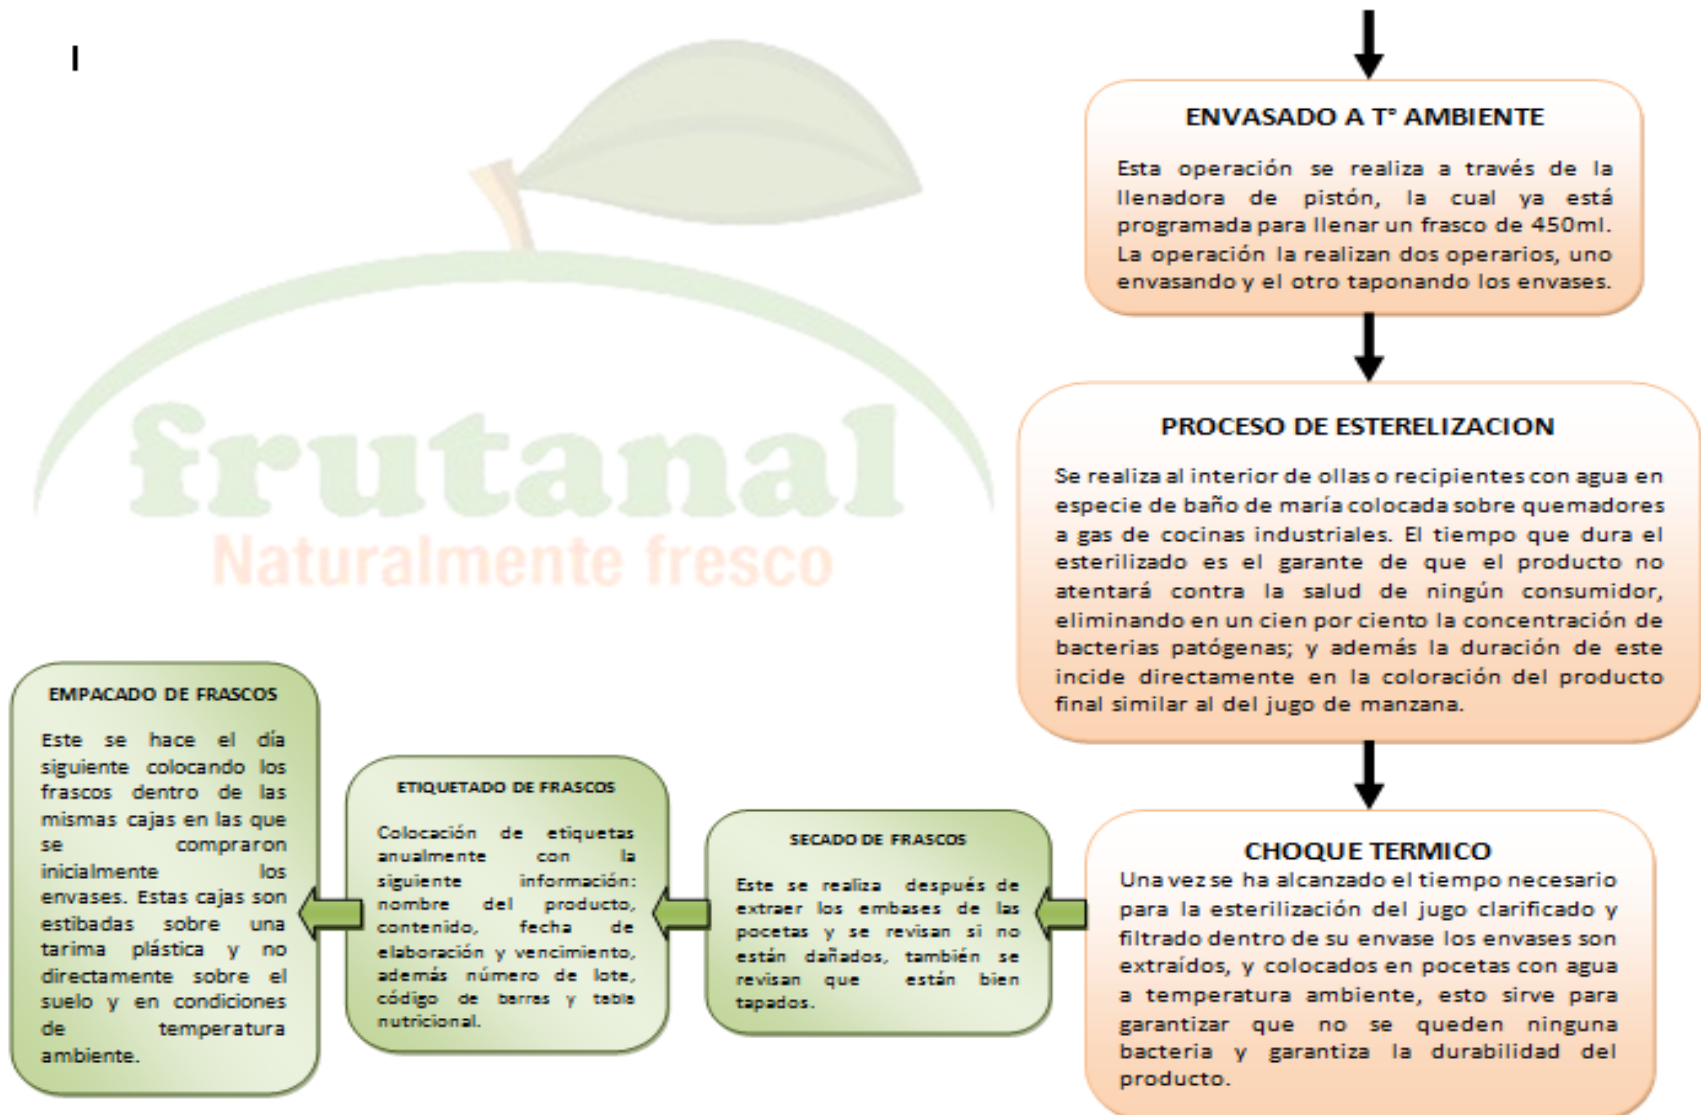 I
frutanal
Naturalmente fresco
ENVASADO A T° AMBIENTE
Esta operación se realiza a través de la
llenadora de pistón, la cual ya está
programada para llenar un frasco de 450ml.
La operación la realizan dos operarios, uno
envasando y el otro taponando los envases.
PROCESO DE ESTERELIZACION
Se realiza al interior de ollas o recipientes con agua en
especie de baño de maría colocada sobre quemadores
a gas de cocinas industriales. El tiempo que dura el
esterilizado es el garante de que el producto no
atentará contra la salud de ningún consumidor,
eliminando en un cien por ciento la concentración de
bacterias patógenas; y además la duración de este
incide directamente en la coloración del producto
final similar al del jugo de manzana.
CHOQUE TERMICO
Una vez se ha alcanzado el tiempo necesario
para la esterilización del jugo clarificado y
filtrado dentro de su envase los envases son
extraídos, y colocados en pocetas con agua
a temperatura ambiente, esto sirve para
garantizar que no se queden ninguna
bacteria y garantiza la durabilidad del
producto.
SECADO DE FRASCOS
Este se realiza después de
extraer los embases de las
pocetas y se revisan si no
están dañados, también se
revisan que están bien
tapados.
ETIQUETADO DE FRASCOS
Colocación de etiquetas
anualmente con la
siguiente información:
nombre del producto,
contenido, fecha de
elaboración y vencimiento,
además número de lote,
código de barras y tabla
nutricional.
EMPACADO DE FRASCOS
Este se hace el día
siguiente colocando los
frascos dentro de las
mismas cajas en las que
se compraron
inicialmente los
envases. Estas cajas son
estibadas sobre una
tarima plástica y no
directamente sobre el
suelo y en condiciones
de temperatura
ambiente.